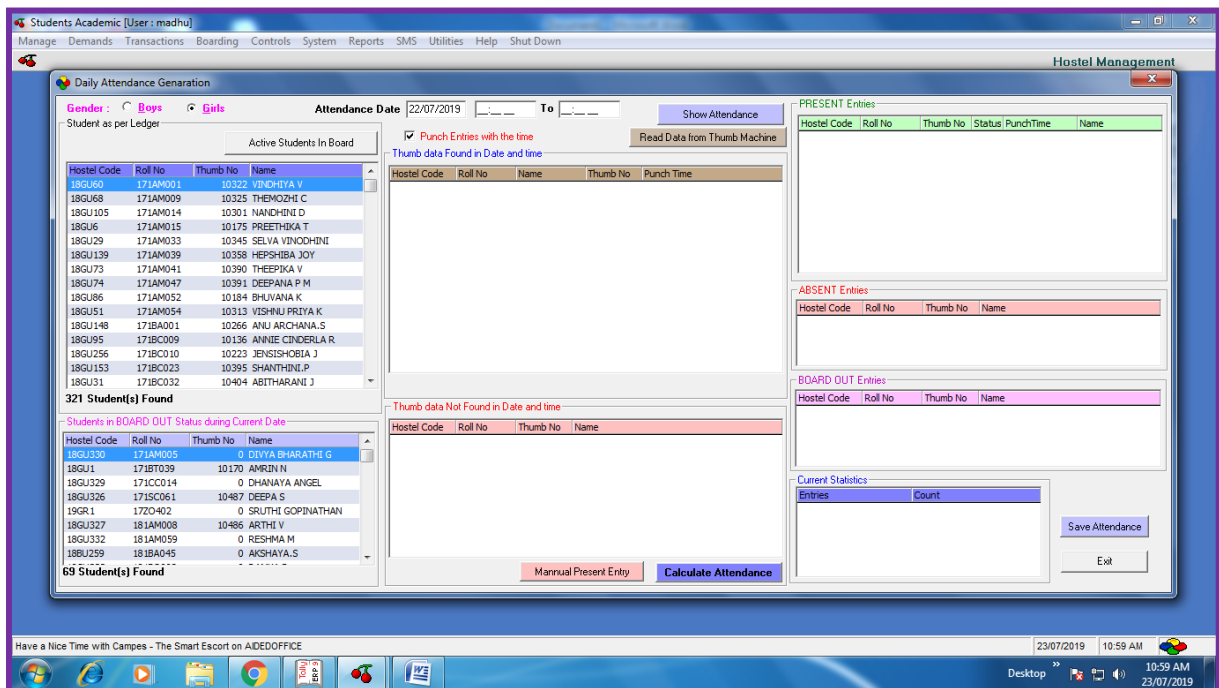 Students Academic [User : madhu]
Manage Demands Transactions Boarding Controls System Reports SMS Utilities Help Shut Down
Hostel Management
Daily Attendance Genaration
Gender : Boys Girls Attendance Date 22/07/2019 __:__ __ To __:__ __ Show Attendance
Punch Entries with the time Read Data from Thumb Machine
Student as per Ledger
Active Students In Board
Hostel Code Roll No Thumb No Name
18GU60 171AM001 10322 VINDHIYA V
18GU68 171AM009 10325 THEMOZHI C
18GU105 171AM014 10301 NANDHINI D
18GU6 171AM015 10175 PREETHIKA T
18GU29 171AM033 10345 SELVA VINODHINI
18GU139 171AM039 10358 HEPSHIBA JOY
18GU73 171AM041 10390 THEEPIKA V
18GU74 171AM047 10391 DEEPANA P M
18GU86 171AM052 10184 BHUVANA K
18GU51 171AM054 10313 VISHNU PRIYA K
18GU148 171BA001 10266 ANU ARCHANA.S
18GU95 171BC009 10136 ANNIE CINDERLA R
18GU256 171BC010 10223 JENSISHOBIA J
18GU153 171BC023 10395 SHANTHINI.P
18GU31 171BC032 10404 ABITHARANI J
321 Student(s) Found
Students in BOARD OUT Status during Current Date
Hostel Code Roll No Thumb No Name
18GU330 171AM005 0 DIVYA BHARATHI G
18GU1 171BT039 10170 AMRIN N
18GU329 171CC014 0 DHANAYA ANGEL
18GU326 171SC061 10487 DEEPA S
19GR1 17ZO402 0 SRUTHI GOPINATHAN
18GU327 181AM008 10486 ARTHI V
18GU332 181AM059 0 RESHMA M
18BU259 181BA045 0 AKSHAYA.S
69 Student(s) Found
Thumb data Found in Date and time
Hostel Code Roll No Name Thumb No Punch Time
Thumb data Not Found in Date and time
Hostel Code Roll No Thumb No Name
Mannual Present Entry Calculate Attendance
PRESENT Entries
Hostel Code Roll No Thumb No Status PunchTime Name
ABSENT Entries
Hostel Code Roll No Thumb No Name
BOARD OUT Entries
Hostel Code Roll No Thumb No Name
Current Statistics
Entries Count
Save Attendance
Exit
Have a Nice Time with Campes - The Smart Escort on AIDEDOFFICE 23/07/2019 10:59 AM
Tally ERP 9
Desktop 10:59 AM
23/07/2019